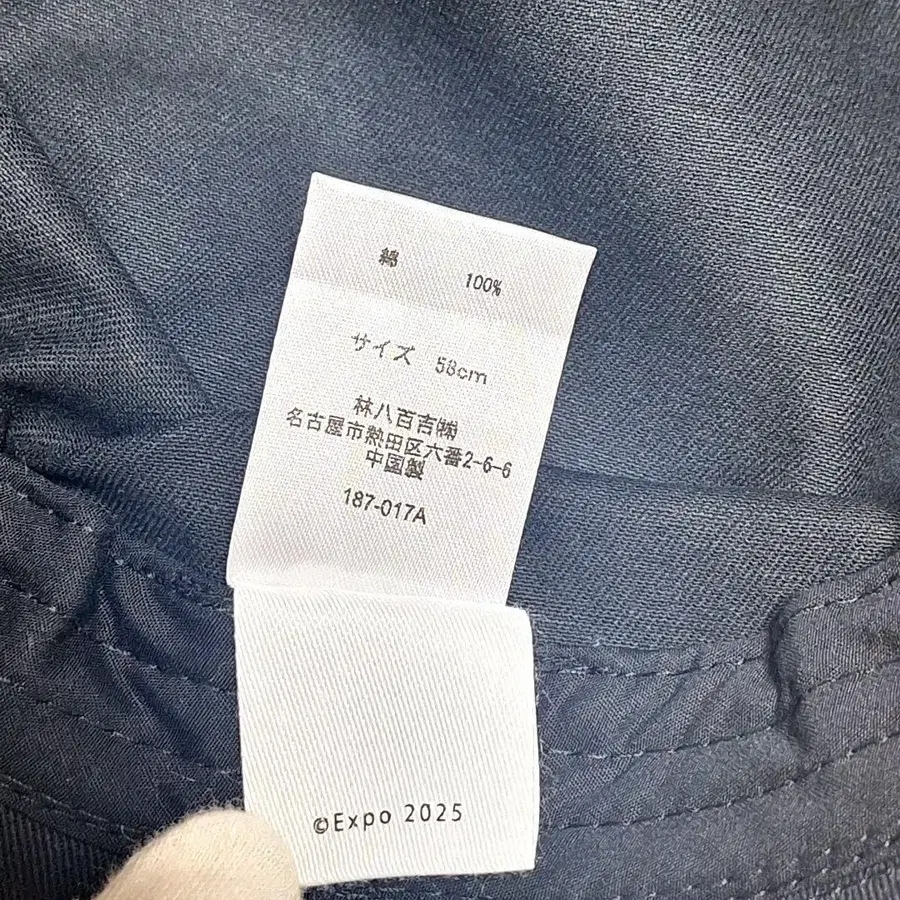 綿 100%
サイズ 58cm
林八百吉㈱
名古屋市熱田区六番2-6-6
中国製
187-017A
©Expo 2025